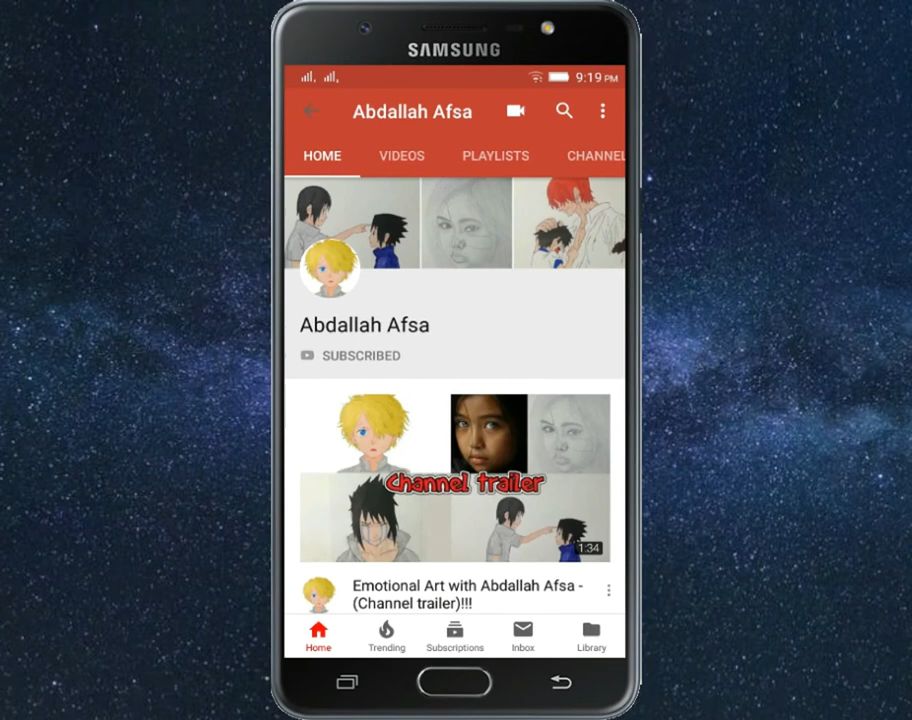 SAMSUNG
9:19 PM
Abdallah Afsa
HOME VIDEOS PLAYLISTS CHANNEL
Abdallah Afsa
SUBSCRIBED
Channel trailer
1:34
Emotional Art with Abdallah Afsa -
(Channel trailer)!!!
Home Trending Subscriptions Inbox Library